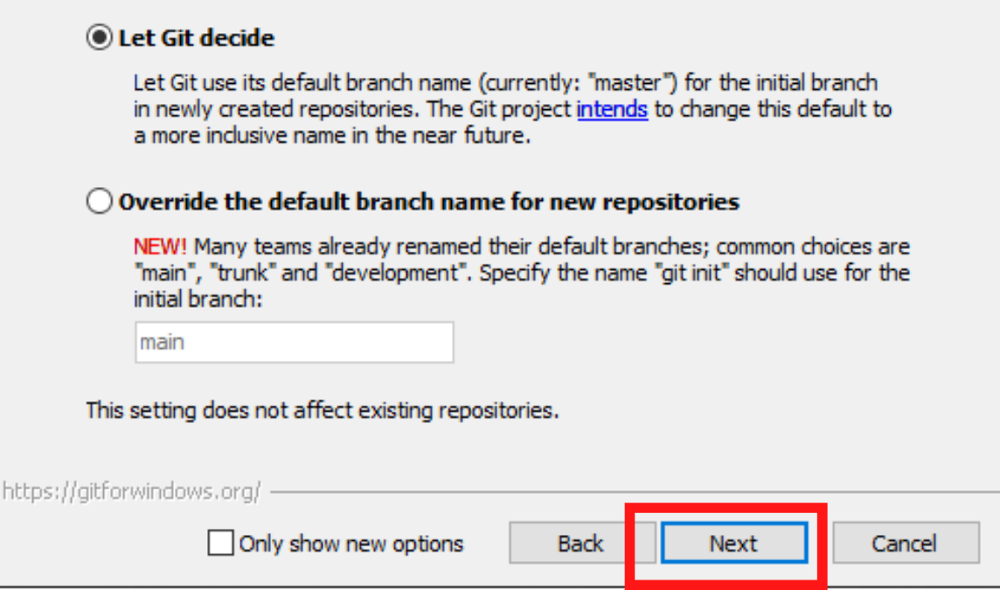 Let Git decide
Let Git use its default branch name (currently: "master") for the initial branch
in newly created repositories. The Git project intends to change this default to
a more inclusive name in the near future.
Override the default branch name for new repositories
NEW! Many teams already renamed their default branches; common choices are
"main", "trunk" and "development". Specify the name "git init" should use for the
initial branch:
main
This setting does not affect existing repositories.
https://gitforwindows.org/
Only show new options Back Next Cancel